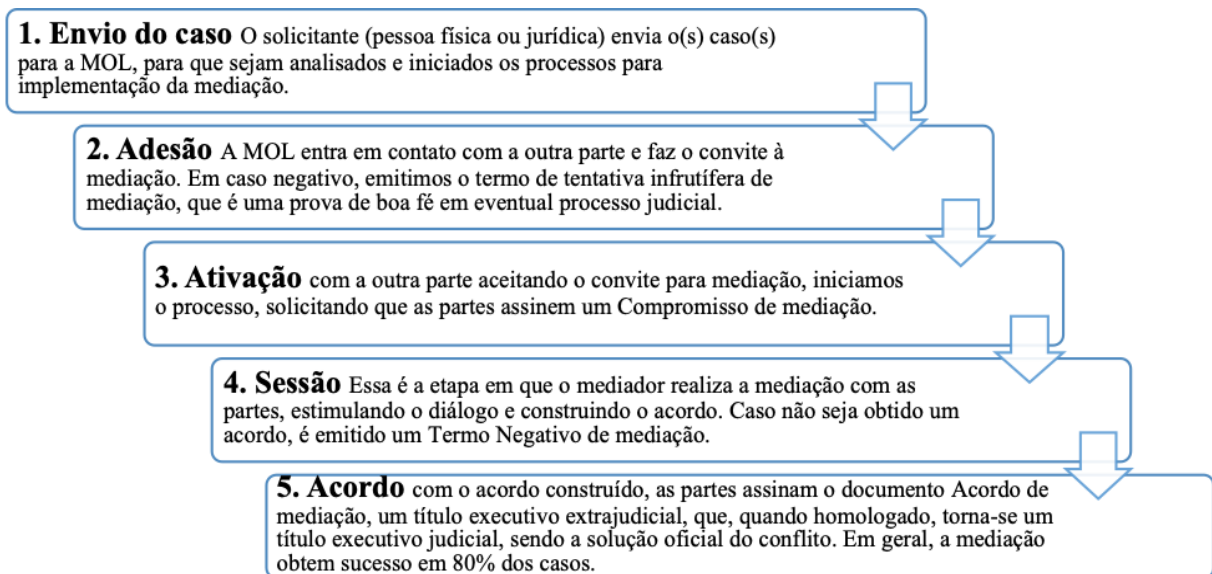 1. Envio do caso O solicitante (pessoa física ou jurídica) envia o(s) caso(s)
para a MOL, para que sejam analisados e iniciados os processos para
implementação da mediação.
2. Adesão A MOL entra em contato com a outra parte e faz o convite à
mediação. Em caso negativo, emitimos o termo de tentativa infrutífera de
mediação, que é uma prova de boa fé em eventual processo judicial.
3. Ativação com a outra parte aceitando o convite para mediação, iniciamos
o processo, solicitando que as partes assinem um Compromisso de mediação.
4. Sessão Essa é a etapa em que o mediador realiza a mediação com as
partes, estimulando o diálogo e construindo o acordo. Caso não seja obtido um
acordo, é emitido um Termo Negativo de mediação.
5. Acordo com o acordo construído, as partes assinam o documento Acordo de
mediação, um título executivo extrajudicial, que, quando homologado, torna-se um
título executivo judicial, sendo a solução oficial do conflito. Em geral, a mediação
obtem sucesso em 80% dos casos.